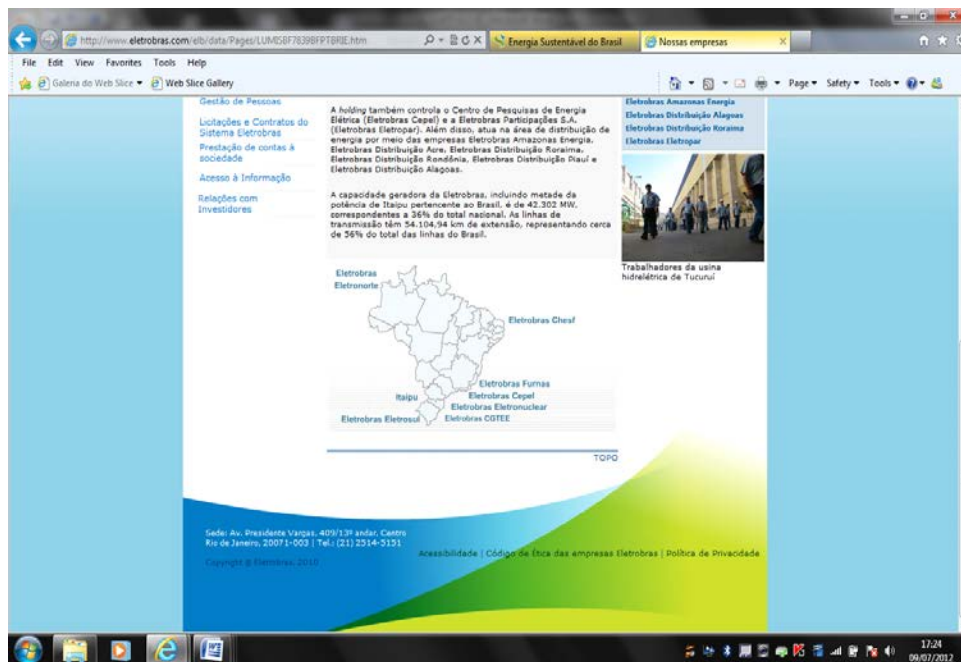 http://www.eletrobras.com/elb/data/Pages/LUMIS8F7839BFPTBRIE.htm
Energia Sustentável do Brasil
Nossas empresas
File Edit View Favorites Tools Help
Galeria do Web Slice
Web Slice Gallery
Page Safety Tools
Gestão de Pessoas
Licitações e Contratos do
Sistema Eletrobras
Prestação de contas à
sociedade
Acesso à Informação
Relações com
Investidores
A holding também controla o Centro de Pesquisas de Energia
Elétrica (Eletrobras Cepel) e a Eletrobras Participações S.A.
(Eletrobras Eletropar). Além disso, atua na área de distribuição de
energia por meio das empresas Eletrobras Amazonas Energia,
Eletrobras Distribuição Acre, Eletrobras Distribuição Roraima,
Eletrobras Distribuição Rondônia, Eletrobras Distribuição Piauí e
Eletrobras Distribuição Alagoas.
A capacidade geradora da Eletrobras, incluindo metade da
potência de Itaipu pertencente ao Brasil, é de 42.302 MW,
correspondentes a 36% do total nacional. As linhas de
transmissão têm 54.104,94 km de extensão, representando cerca
de 56% do total das linhas do Brasil.
Eletrobras Amazonas Energia
Eletrobras Distribuição Alagoas
Eletrobras Distribuição Roraima
Eletrobras Eletropar
Trabalhadores da usina
hidrelétrica de Tucuruí
Eletrobras
Eletronorte
Eletrobras Chesf
Eletrobras Furnas
Itaipu
Eletrobras Cepel
Eletrobras Eletronuclear
Eletrobras Eletrosul
Eletrobras CGTEE
TOPO
Sede: Av. Presidente Vargas, 409/13º andar, Centro
Rio de Janeiro, 20071-003 | Tel.: (21) 2514-5151
Acessibilidade | Código de Ética das empresas Eletrobras | Política de Privacidade
Copyright © Eletrobras, 2010
17:24
09/07/2012